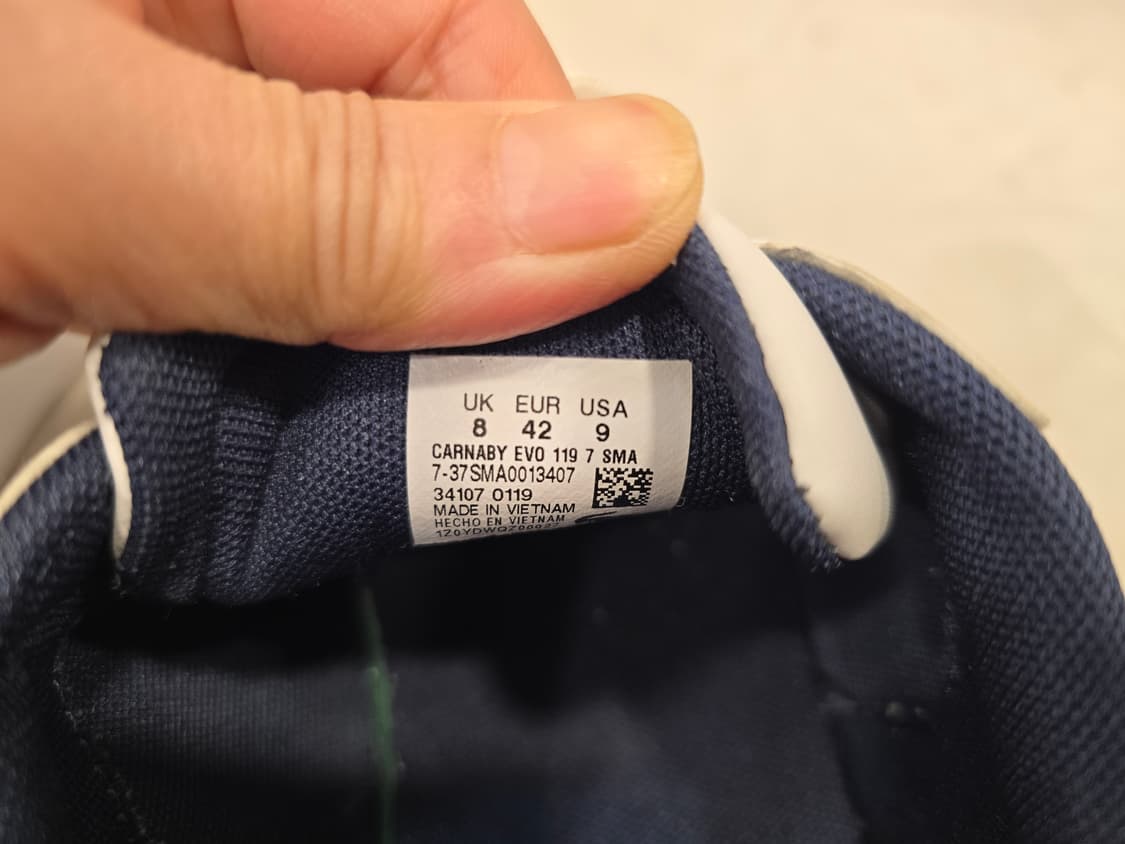 UK EUR USA
8 42 9
CARNABY EVO 119 7 SMA
7-37SMA0013407
34107 0119
MADE IN VIETNAM
HECHO EN VIETNAM